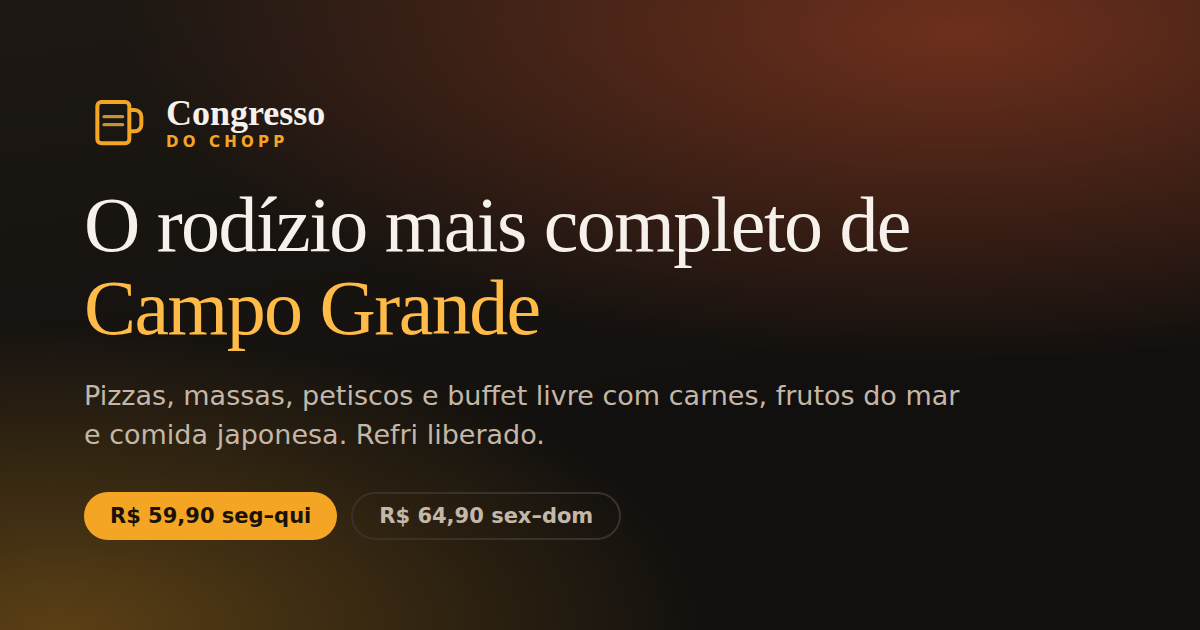 Congresso
DO CHOPP
O rodízio mais completo de
Campo Grande
Pizzas, massas, petiscos e buffet livre com carnes, frutos do mar
e comida japonesa. Refri liberado.
R$ 59,90 seg–qui
R$ 64,90 sex–dom